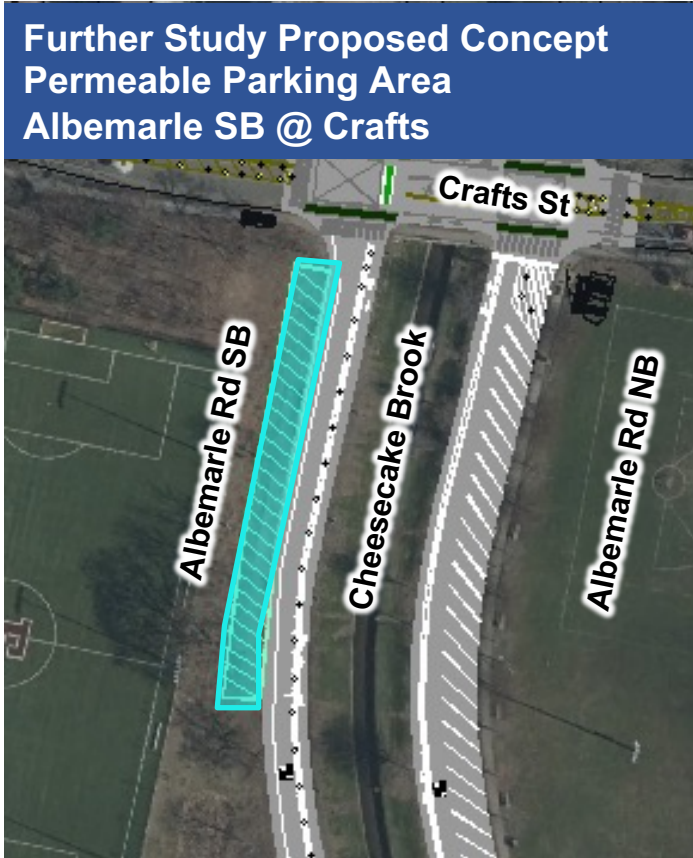 Further Study Proposed Concept
Permeable Parking Area
Albemarle SB @ Crafts
Crafts St
Albemarle Rd SB
Cheesecake Brook
Albemarle Rd NB